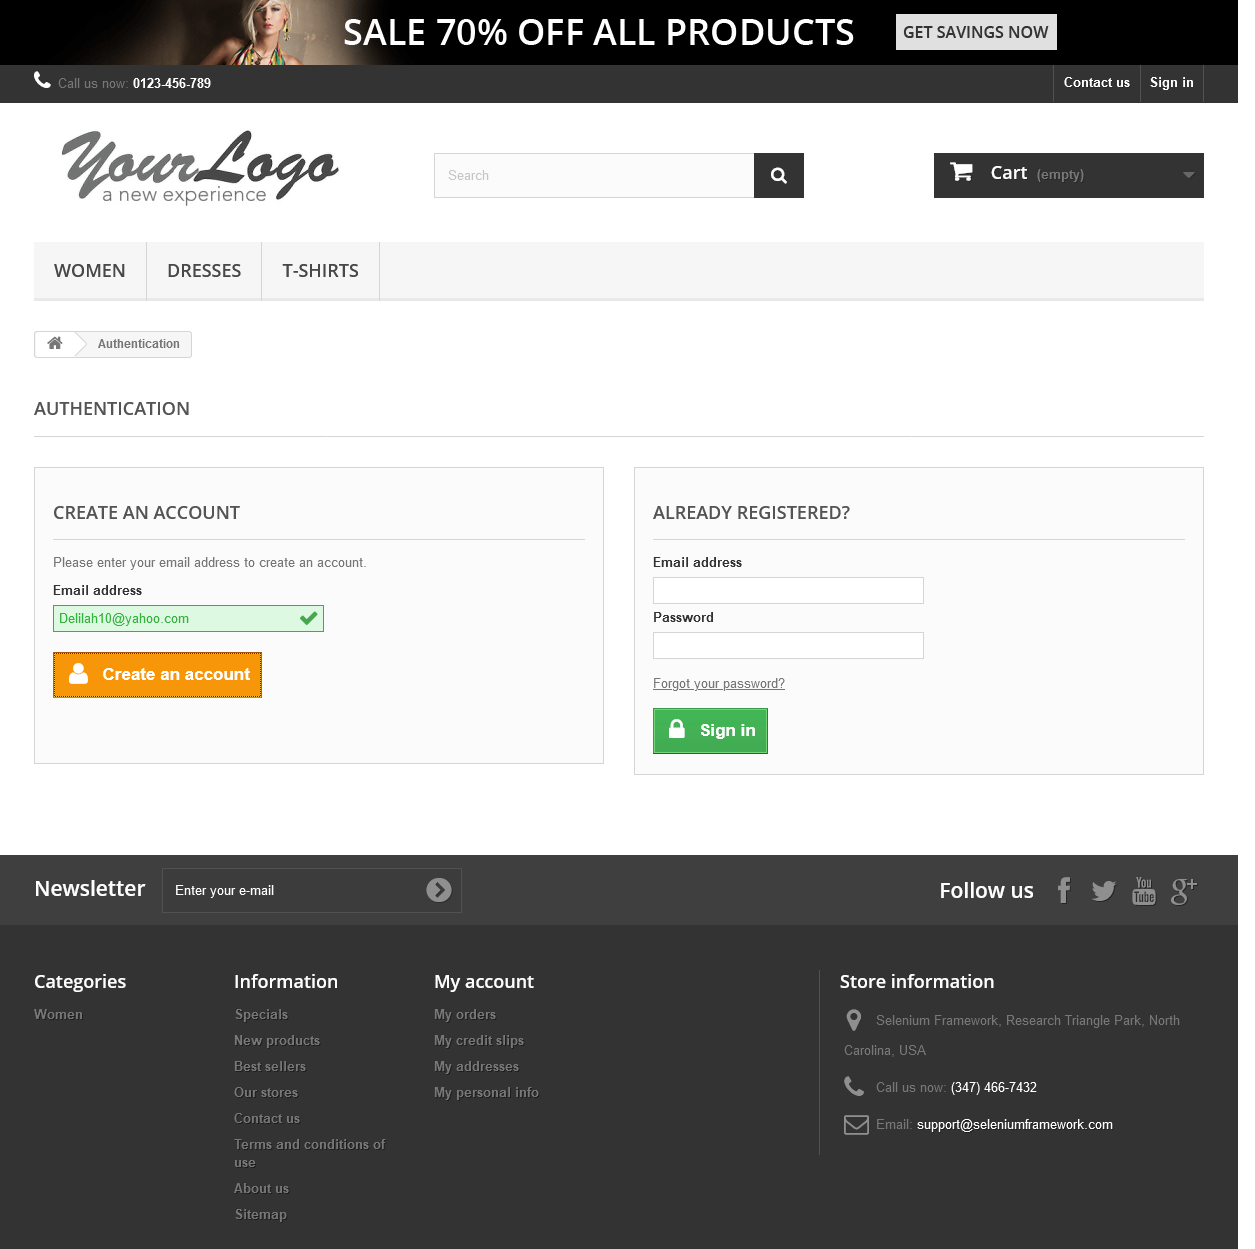 SALE 70% OFF ALL PRODUCTS
GET SAVINGS NOW
Call us now: 0123-456-789
Contact us
Sign in
YourLogo
a new experience
Search
Cart (empty)
WOMEN
DRESSES
T-SHIRTS
Authentication
AUTHENTICATION
CREATE AN ACCOUNT
Please enter your email address to create an account.
Email address
Delilah10@yahoo.com
Create an account
ALREADY REGISTERED?
Email address
Password
Forgot your password?
Sign in
Newsletter
Enter your e-mail
Follow us
You
Tube
g+
Categories
Women
Information
Specials
New products
Best sellers
Our stores
Contact us
Terms and conditions of
use
About us
Sitemap
My account
My orders
My credit slips
My addresses
My personal info
Store information
Selenium Framework, Research Triangle Park, North
Carolina, USA
Call us now: (347) 466-7432
Email: support@seleniumframework.com